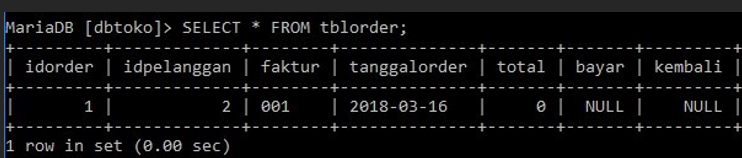 MariaDB [dbtoko]> SELECT * FROM tblorder;
+---------+-------------+--------+--------------+-------+-------+---------+
| idorder | idpelanggan | faktur | tanggalorder | total | bayar | kembali |
+---------+-------------+--------+--------------+-------+-------+---------+
|       1 |           2 | 001    | 2018-03-16   |     0 |  NULL |    NULL |
+---------+-------------+--------+--------------+-------+-------+---------+
1 row in set (0.00 sec)